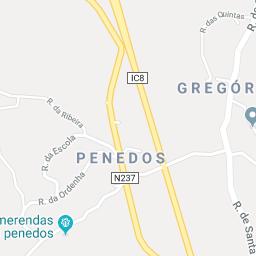 R. das Quintas
R. de
IC8
GREGÓR
R. da Ribeira
R. da Escola
PENEDOS
R. da Ordenha
N237
merendas
penedos
R. de Santa